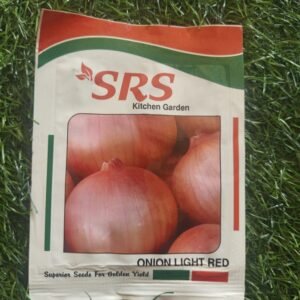 SRS
Kitchen Garden
ONION LIGHT RED
Superior Seeds For Golden Yield